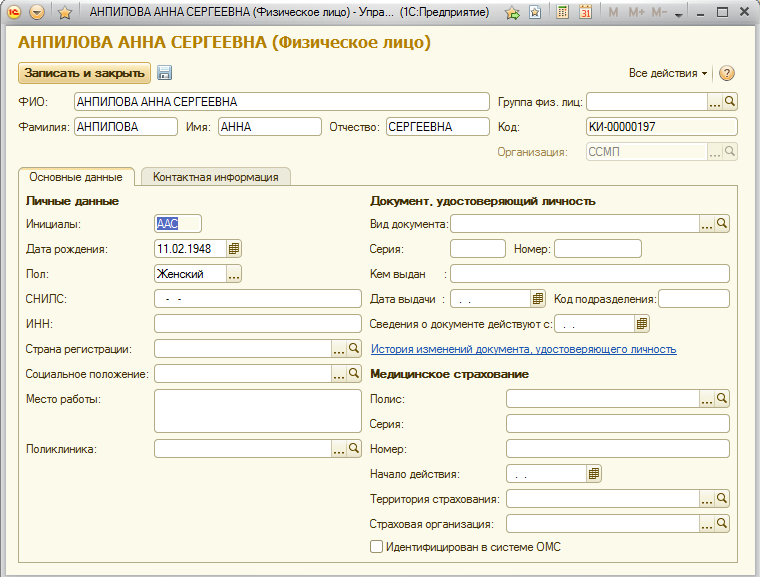 АНПИЛОВА АННА СЕРГЕЕВНА (Физическое лицо) - Упра... (1С:Предприятие)
M M+ M-
АНПИЛОВА АННА СЕРГЕЕВНА (Физическое лицо)
Записать и закрыть Все действия
ФИО: АНПИЛОВА АННА СЕРГЕЕВНА Группа физ. лиц:
Фамилия: АНПИЛОВА Имя: АННА Отчество: СЕРГЕЕВНА Код: КИ-00000197
Организация: ССМП
Основные данные Контактная информация
Личные данные Документ, удостоверяющий личность
Инициалы: ААС Вид документа:
Дата рождения: 11.02.1948 Серия: Номер:
Пол: Женский Кем выдан :
СНИЛС: - - Дата выдачи : . . Код подразделения:
ИНН: Сведения о документе действуют с: . .
Страна регистрации: История изменений документа, удостоверяющего личность
Социальное положение: Медицинское страхование
Место работы: Полис:
Серия:
Поликлиника: Номер:
Начало действия: . .
Территория страхования:
Страховая организация:
Идентифицирован в системе ОМС